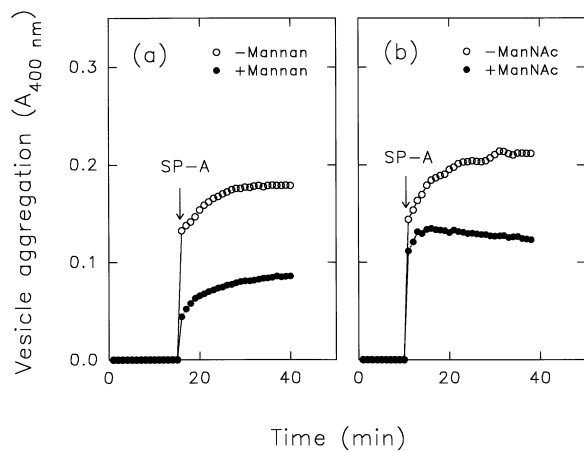 Vesicle aggregation (A400 nm)
0.3
0.2
0.1
0.0
(a)
○ −Mannan
● +Mannan
SP−A
0
20
40
(b)
○ −ManNAc
● +ManNAc
SP−A
0
20
40
Time (min)